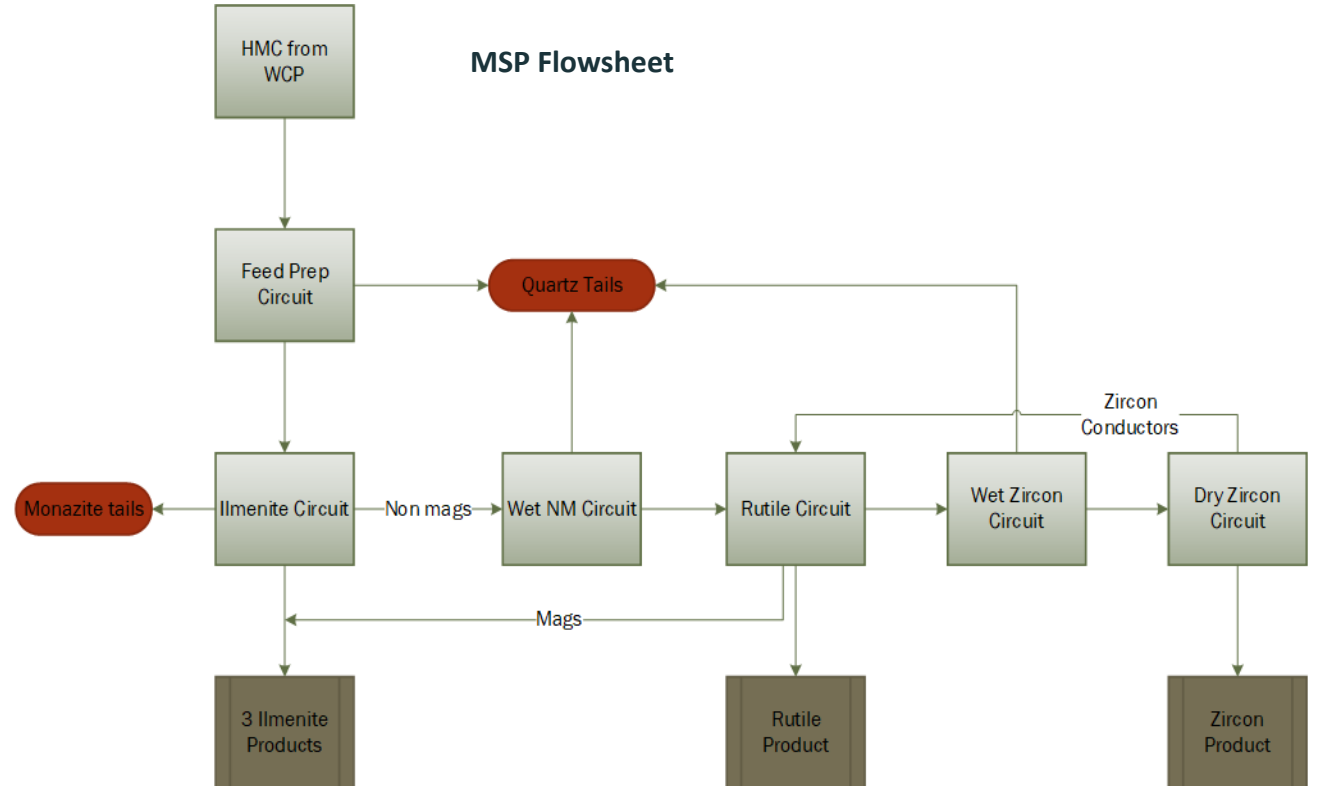 MSP Flowsheet
HMC from
WCP
Feed Prep
Circuit
Quartz Tails
Zircon
Conductors
Monazite tails
Ilmenite Circuit
Non mags
Wet NM Circuit
Rutile Circuit
Wet Zircon
Circuit
Dry Zircon
Circuit
Mags
3 Ilmenite
Products
Rutile
Product
Zircon
Product